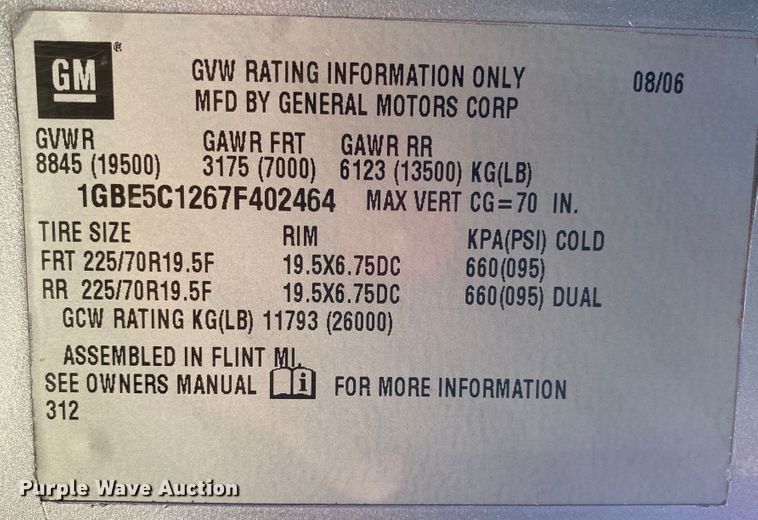 GM ®
GVW RATING INFORMATION ONLY 08/06
MFD BY GENERAL MOTORS CORP
GVWR GAWR FRT GAWR RR
8845 (19500) 3175 (7000) 6123 (13500) KG(LB)
1GBE5C1267F402464 MAX VERT CG=70 IN.
TIRE SIZE RIM KPA(PSI) COLD
FRT 225/70R19.5F 19.5X6.75DC 660(095)
RR 225/70R19.5F 19.5X6.75DC 660(095) DUAL
GCW RATING KG(LB) 11793 (26000)
ASSEMBLED IN FLINT MI.
SEE OWNERS MANUAL i FOR MORE INFORMATION
312
Purple Wave Auction